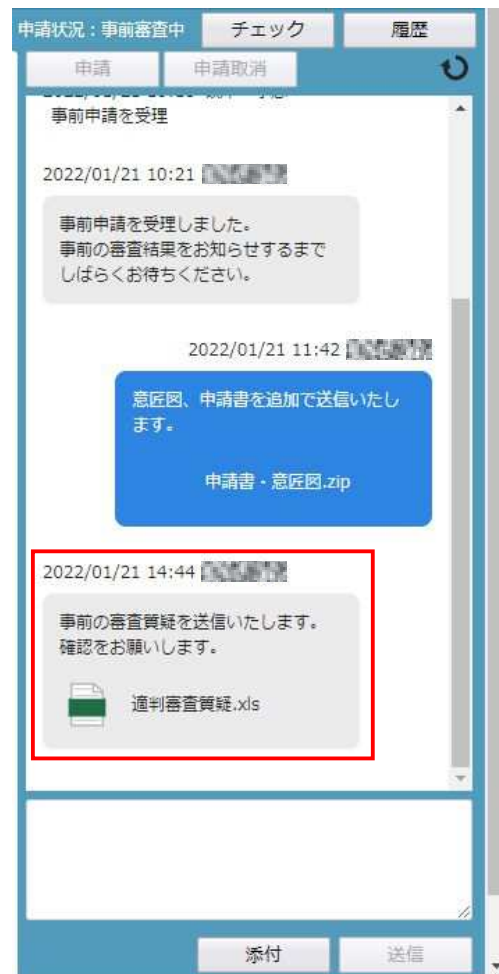 申請状況：事前審査中 チェック 履歴
申請 申請取消
事前申請を受理
2022/01/21 10:21
事前申請を受理しました。
事前の審査結果をお知らせするまで
しばらくお待ちください。
2022/01/21 11:42
意匠図、申請書を追加で送信いたし
ます。
申請書・意匠図.zip
2022/01/21 14:44
事前の審査質疑を送信いたします。
確認をお願いします。
適判審査質疑.xls
添付 送信